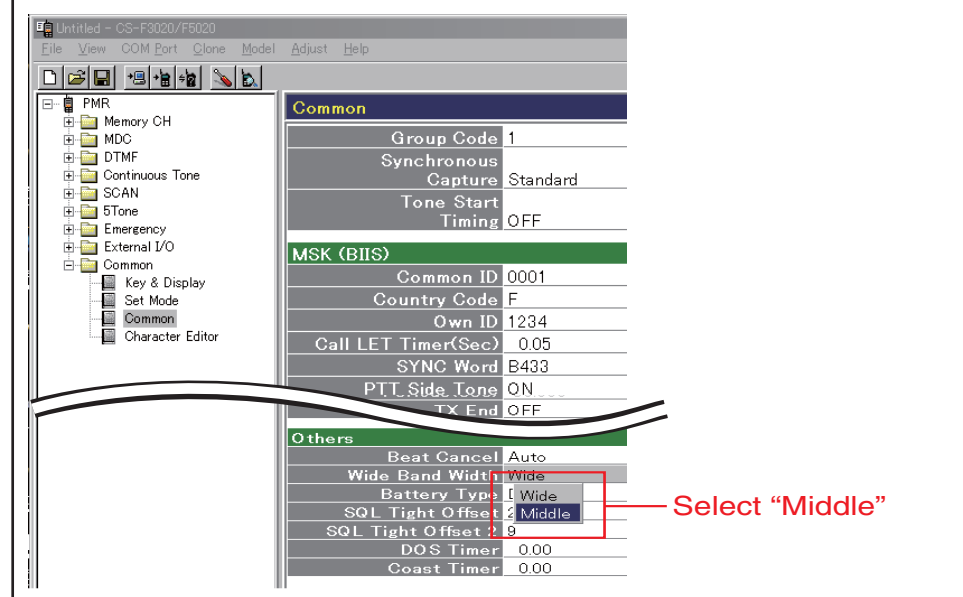 Untitled - CS-F3020/F5020
File View COM Port Clone Model Adjust Help
PMR
Memory CH
MDC
DTMF
Continuous Tone
SCAN
5Tone
Emergency
External I/O
Common
Key & Display
Set Mode
Common
Character Editor
Common
Group Code 1
Synchronous
Capture Standard
Tone Start
Timing OFF
MSK (BIIS)
Common ID 0001
Country Code F
Own ID 1234
Call LET Timer(Sec) 0.05
SYNC Word B433
PTT Side Tone ON
TX End OFF
Others
Beat Cancel Auto
Wide Band Width Wide
Battery Type
Wide
SQL Tight Offset 2
Middle
SQL Tight Offset 2 9
DOS Timer 0.00
Coast Timer 0.00
Select “Middle”